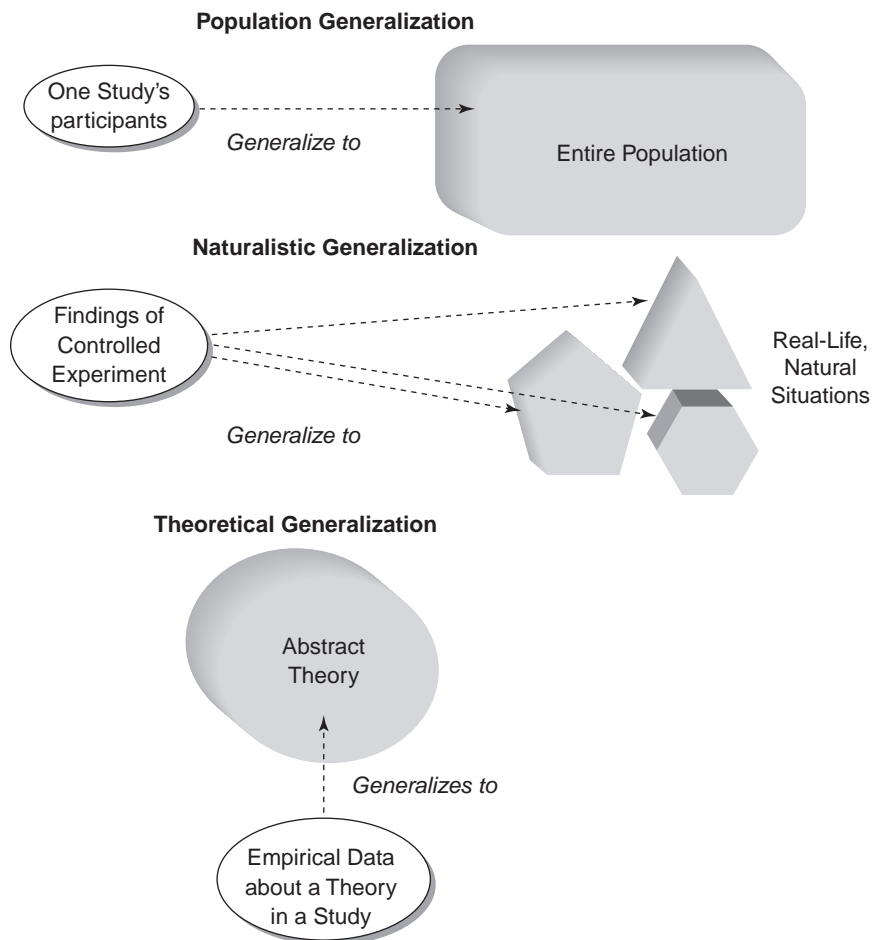 Population Generalization
One Study's
participants
Generalize to
Entire Population
Naturalistic Generalization
Findings of
Controlled
Experiment
Generalize to
Real-Life,
Natural
Situations
Theoretical Generalization
Abstract
Theory
Generalizes to
Empirical Data
about a Theory
in a Study